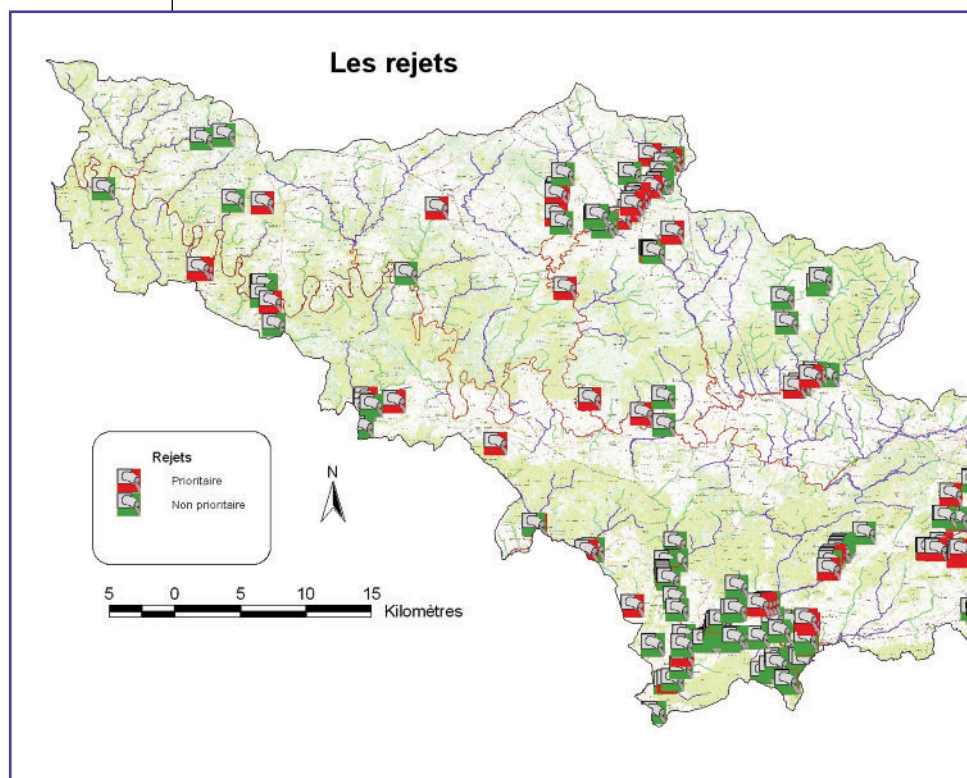 Les rejets
Rejets
Prioritaire
Non prioritaire
N
5 0 5 10 15
Kilomètres